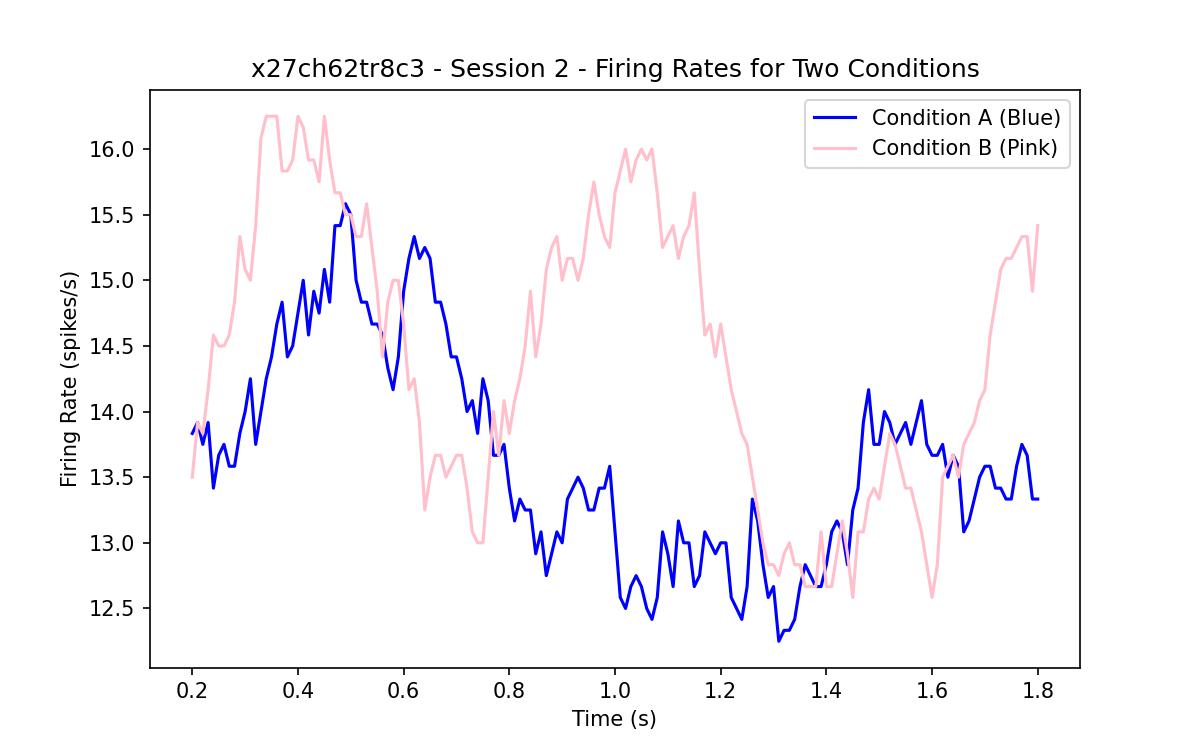 x27ch62tr8c3 - Session 2 - Firing Rates for Two Conditions
Condition A (Blue)
Condition B (Pink)
Firing Rate (spikes/s)
16.0
15.5
15.0
14.5
14.0
13.5
13.0
12.5
0.2 0.4 0.6 0.8 1.0 1.2 1.4 1.6 1.8
Time (s)